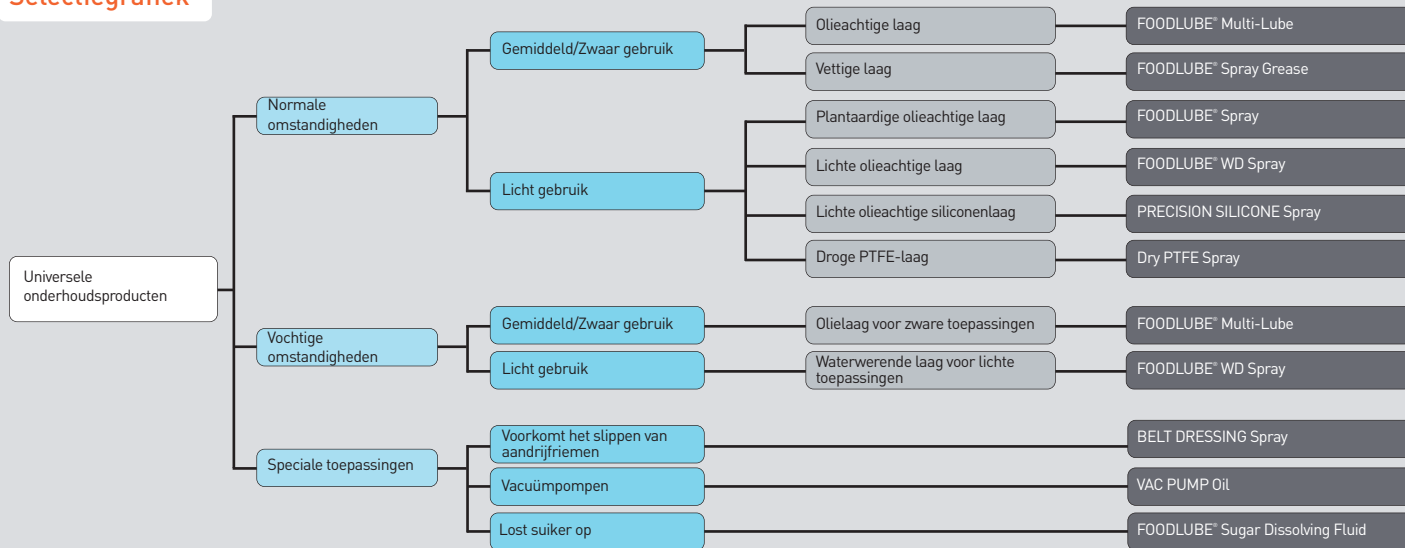 Selectiegrafiek
Universele
onderhoudsproducten
Normale
omstandigheden
Gemiddeld/Zwaar gebruik
Olieachtige laag
FOODLUBE® Multi-Lube
Vettige laag
FOODLUBE® Spray Grease
Licht gebruik
Plantaardige olieachtige laag
FOODLUBE® Spray
Lichte olieachtige laag
FOODLUBE® WD Spray
Lichte olieachtige siliconenlaag
PRECISION SILICONE Spray
Droge PTFE-laag
Dry PTFE Spray
Vochtige
omstandigheden
Gemiddeld/Zwaar gebruik
Olielaag voor zware toepassingen
FOODLUBE® Multi-Lube
Licht gebruik
Waterwerende laag voor lichte
toepassingen
FOODLUBE® WD Spray
Speciale toepassingen
Voorkomt het slippen van
aandrijfriemen
BELT DRESSING Spray
Vacuümpompen
VAC PUMP Oil
Lost suiker op
FOODLUBE® Sugar Dissolving Fluid